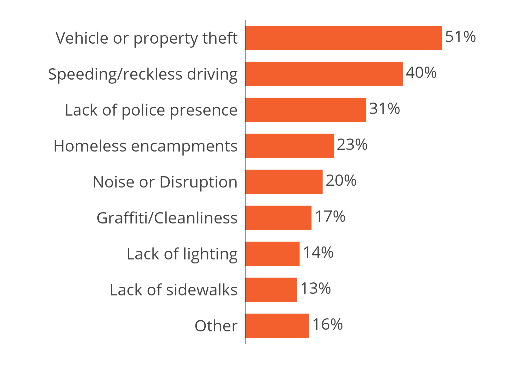 Vehicle or property theft 51%
Speeding/reckless driving 40%
Lack of police presence 31%
Homeless encampments 23%
Noise or Disruption 20%
Graffiti/Cleanliness 17%
Lack of lighting 14%
Lack of sidewalks 13%
Other 16%